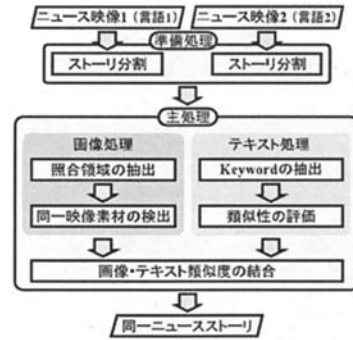 ニュース映像1 (言語1) ニュース映像2 (言語2)
準備処理
ストーリ分割 ストーリ分割
主処理
画像処理 テキスト処理
照合領域の抽出 Keywordの抽出
同一映像素材の検出 類似性の評価
画像・テキスト類似度の結合
同一ニュースストーリ